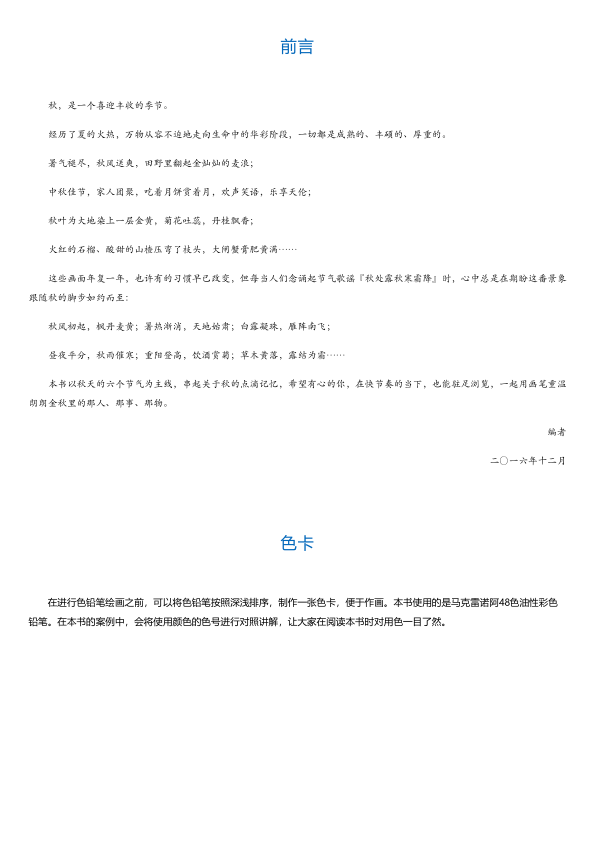 前言
秋，是一个喜迎丰收的季节。
经历了夏的火热，万物从容不迫地走向生命中的华彩阶段，一切都是成熟的、丰硕的、厚重的。
暑气褪尽，秋风送爽，田野里翻起金灿灿的麦浪；
中秋佳节，家人团聚，吃着月饼赏着月，欢声笑语，乐享天伦；
秋叶为大地染上一层金黄，菊花吐蕊，丹桂飘香；
火红的石榴、酸甜的山楂压弯了枝头，大闸蟹膏肥黄满……
这些画面年复一年，也许有的习惯早已改变，但每当人们念诵起节气歌谣『秋处露秋寒霜降』时，心中总是在期盼这番景象
跟随秋的脚步如约而至：
秋风初起，枫丹麦黄；暑热渐消，天地始肃；白露凝珠，雁阵南飞；
昼夜平分，秋雨催寒；重阳登高，饮酒赏菊；草木黄落，露结为霜……
本书以秋天的六个节气为主线，串起关于秋的点滴记忆，希望有心的你，在快节奏的当下，也能驻足浏览，一起用画笔重温
朗朗金秋里的那人、那事、那物。
编者
二〇一六年十二月
色卡
在进行色铅笔绘画之前，可以将色铅笔按照深浅排序，制作一张色卡，便于作画。本书使用的是马克雷诺阿48色油性彩色
铅笔。在本书的案例中，会将使用颜色的色号进行对照讲解，让大家在阅读本书时对用色一目了然。